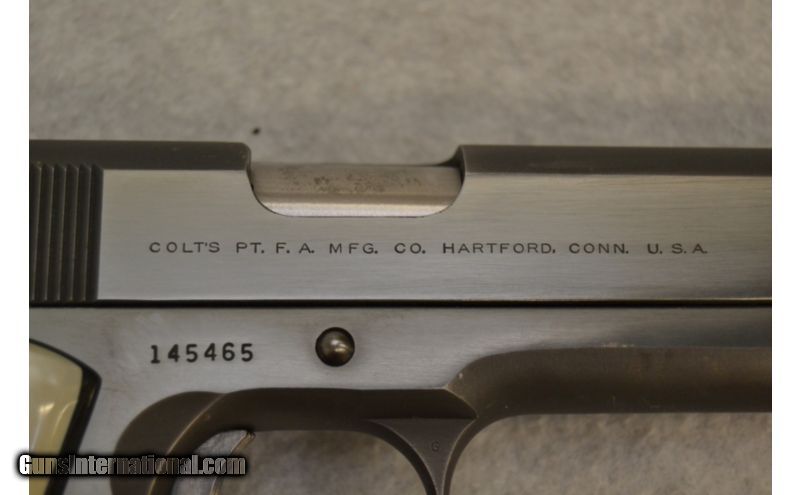 COLT'S PT. F. A. MFG. CO. HARTFORD, CONN. U. S. A.
145465
G
GunsInternational.com